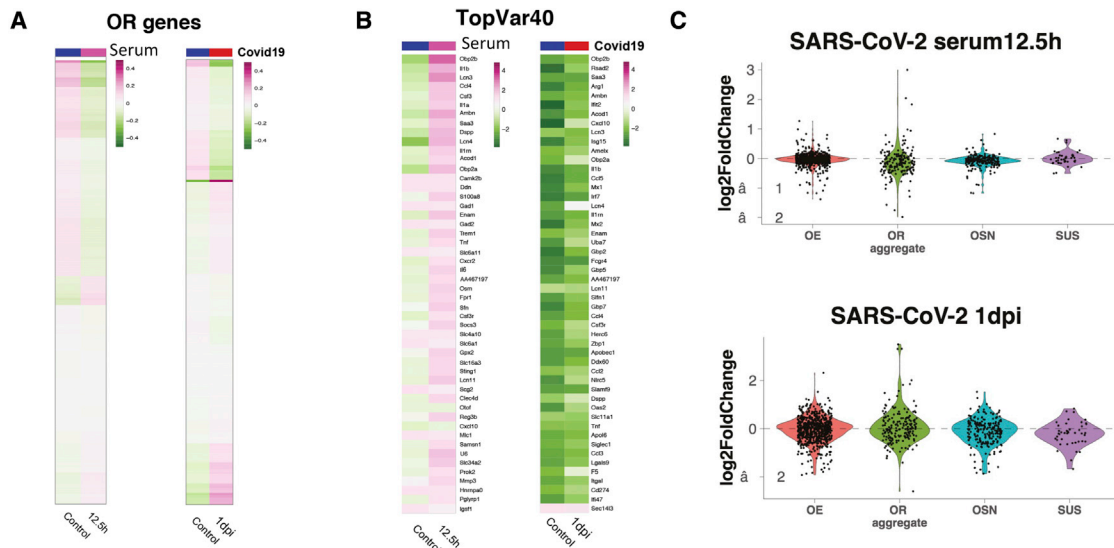 A
OR genes
Serum
Covid19
0.4
0.2
0
−0.2
−0.4
0.4
0.2
0
−0.2
−0.4
Control
12.5h
Control
1dpi
B
TopVar40
Serum
Covid19
Obp2b
Il1b
Lcn3
Ccl4
Csf3
Il1a
Ambn
Saa3
Dspp
Lcn4
Il1rn
Acod1
Obp2a
Camk2b
Ddn
S100a8
Gad1
Enam
Gad2
Trem1
Tnf
Slc6a11
Cxcr2
Il6
AA467197
Osm
Fpr1
Sfn
Csf3r
Socs3
Slc4a10
Slc6a1
Gpx2
Slc16a3
Sting1
Lcn11
Scg2
Clec4d
Olof
Reg3b
Cxcl10
Mlc1
Samsn1
Slc34a2
Prok2
Mmp3
Hnrnpa0
Pglyrp1
Igsf1
4
2
0
−2
Obp2b
Rsad2
Saa3
Arg1
Ambn
Ifit2
Acod1
Cxcl10
Lcn3
Isg15
Amelx
Obp2a
Il1b
Ccl5
Mx1
Irf7
Lcn4
Il1rn
Mx2
Enam
Uba7
Gbp2
Fcgr4
Gbp5
AA467197
Lcn11
Slfn1
Gbp7
Ccl4
Csf3r
Herc6
Zbp1
Apobec1
Ddx60
Ccl2
Nlrc5
Slamf9
Dspp
Oas2
Slc11a1
Tnf
Apol6
Siglec1
Ccl3
Lgals9
F5
Itgal
Cd274
Ifi47
Sec14l3
4
2
0
−2
Control
12.5h
Control
1dpi
C
SARS-CoV-2 serum12.5h
log2FoldChange
3
2
1
0
â 1
â 2
OE
OR
aggregate
OSN
SUS
SARS-CoV-2 1dpi
log2FoldChange
2
0
â 2
OE
OR
aggregate
OSN
SUS